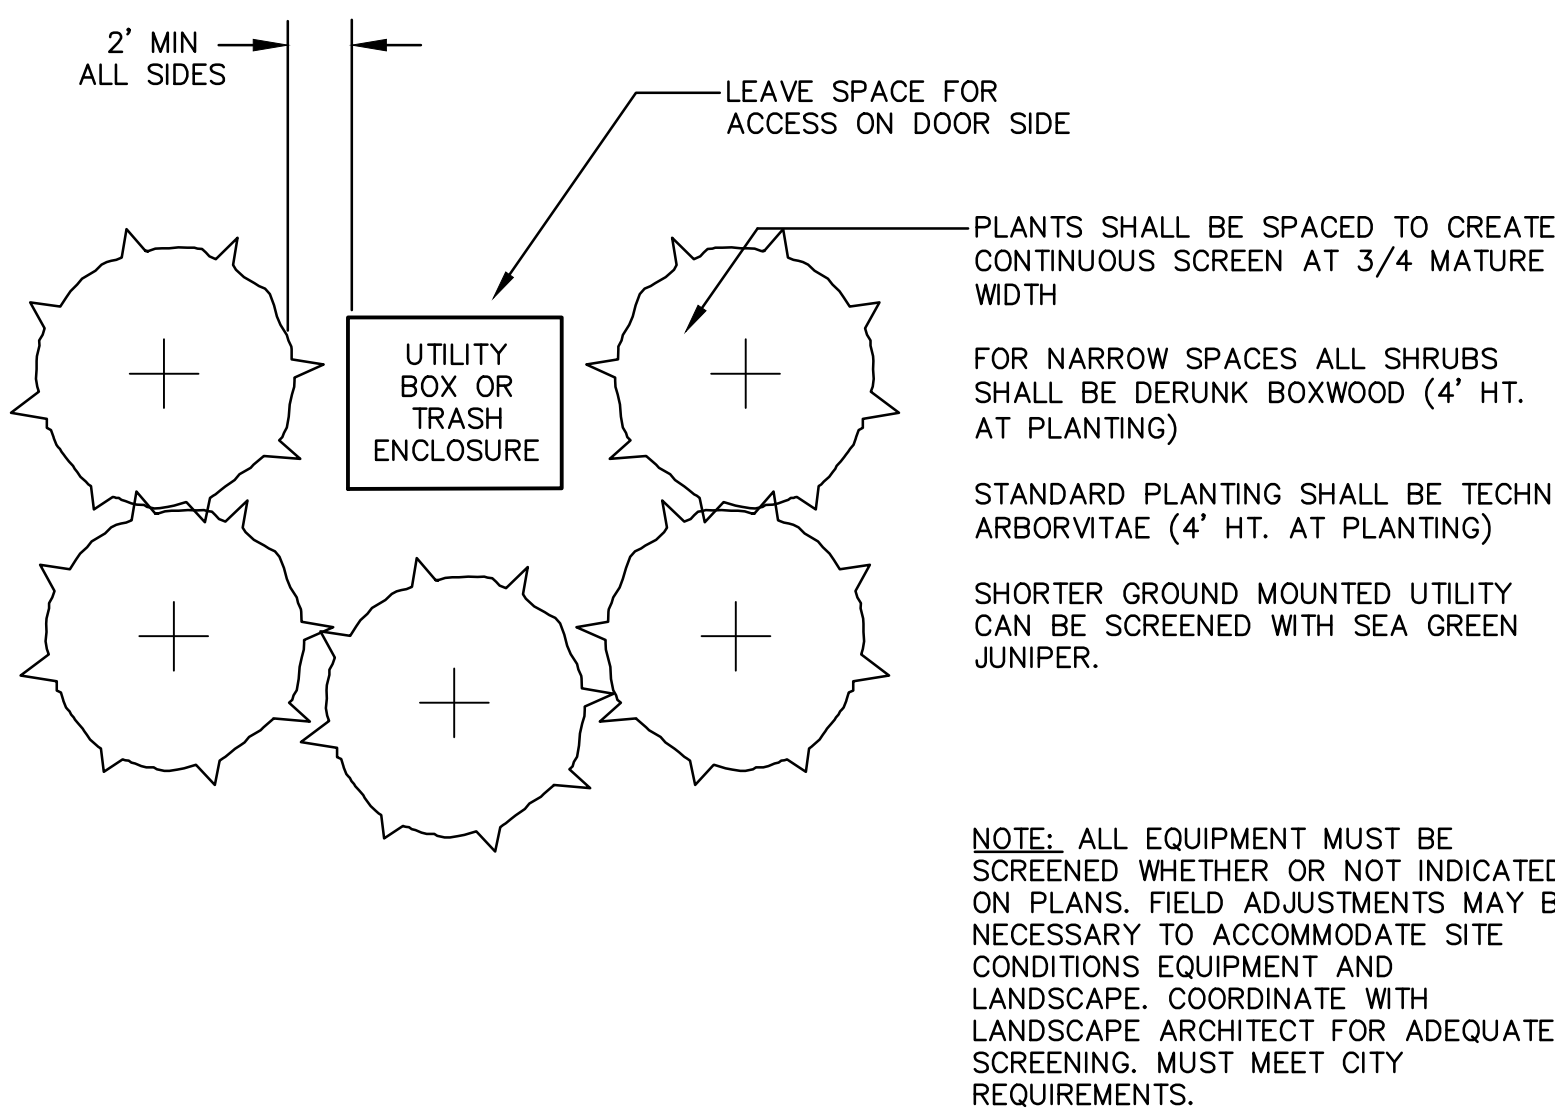 2' MIN
ALL SIDES
LEAVE SPACE FOR
ACCESS ON DOOR SIDE
PLANTS SHALL BE SPACED TO CREATE
CONTINUOUS SCREEN AT 3/4 MATURE
WIDTH
UTILITY
BOX OR
TRASH
ENCLOSURE
FOR NARROW SPACES ALL SHRUBS
SHALL BE DERUNK BOXWOOD (4' HT.
AT PLANTING)
STANDARD PLANTING SHALL BE TECHN
ARBORVITAE (4' HT. AT PLANTING)
SHORTER GROUND MOUNTED UTILITY
CAN BE SCREENED WITH SEA GREEN
JUNIPER.
NOTE: ALL EQUIPMENT MUST BE
SCREENED WHETHER OR NOT INDICATED
ON PLANS. FIELD ADJUSTMENTS MAY B
NECESSARY TO ACCOMMODATE SITE
CONDITIONS EQUIPMENT AND
LANDSCAPE. COORDINATE WITH
LANDSCAPE ARCHITECT FOR ADEQUATE
SCREENING. MUST MEET CITY
REQUIREMENTS.